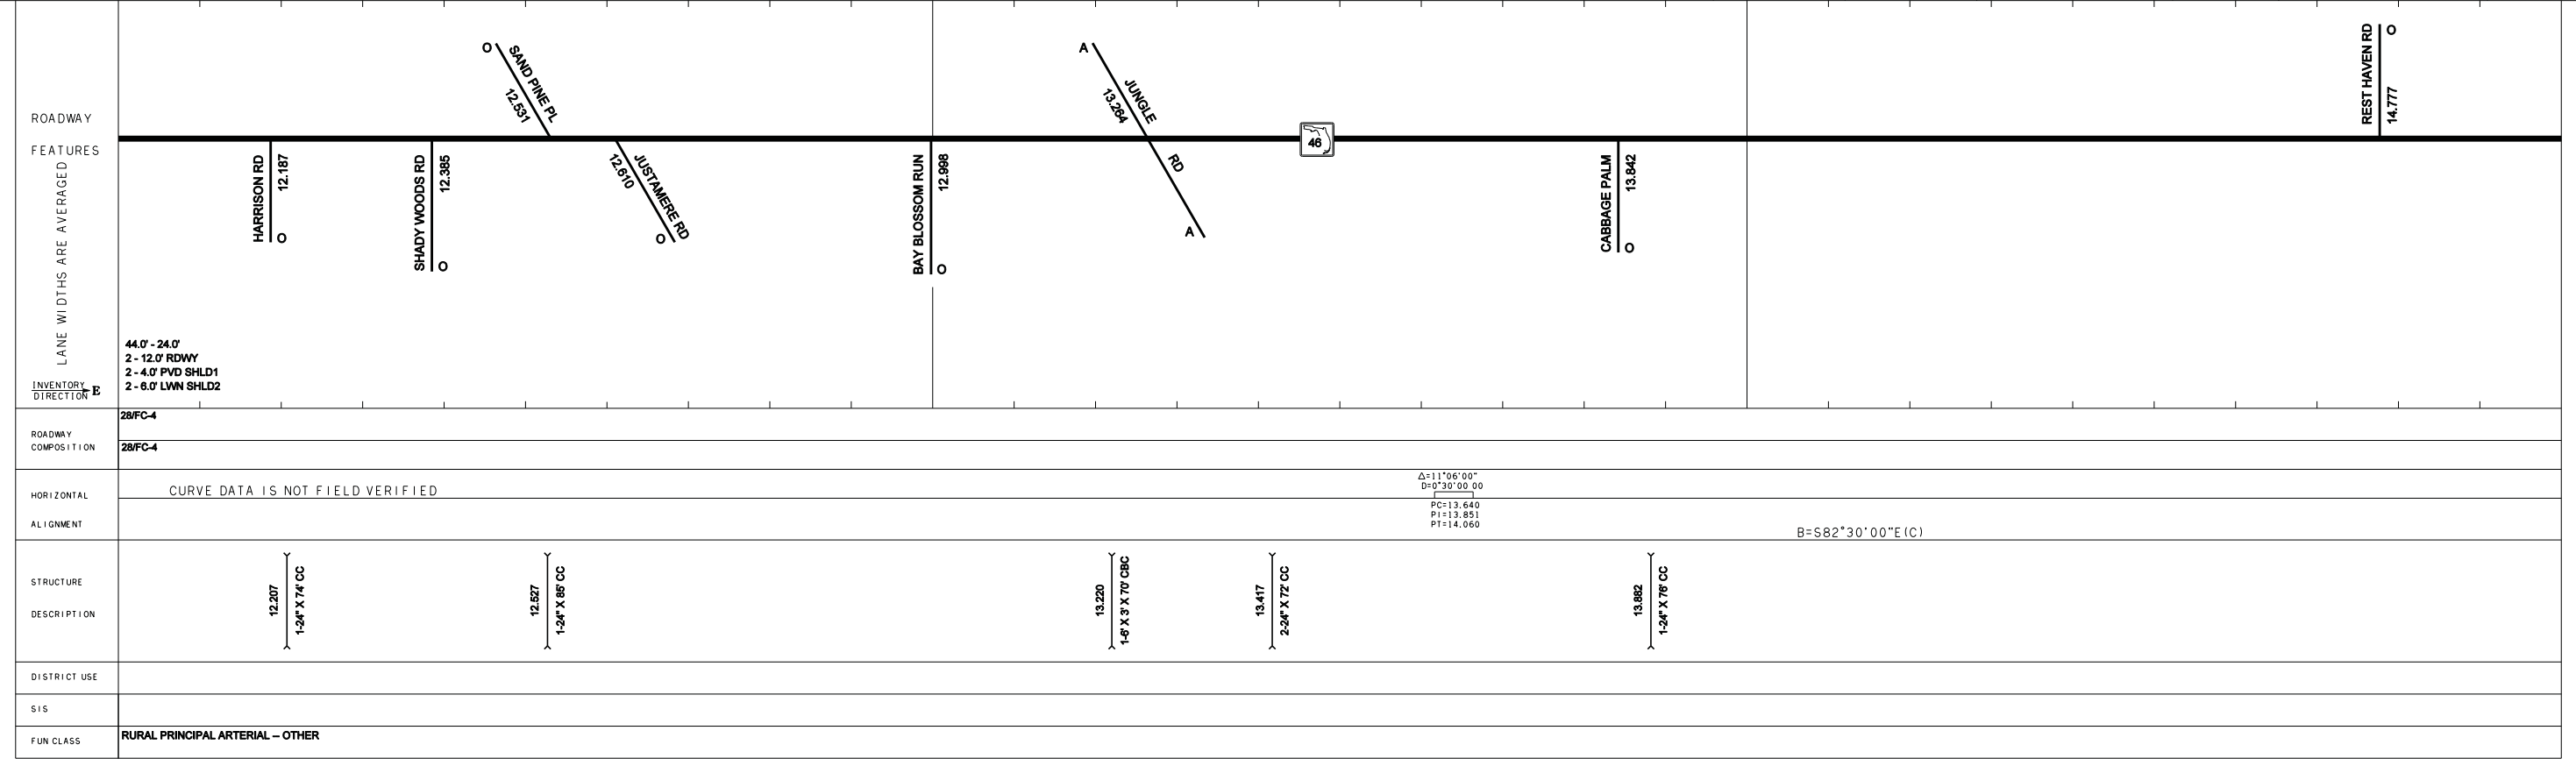 ROADWAY
FEATURES
LANE WIDTHS ARE AVERAGED
INVENTORY
DIRECTION E
O
SAND PINE PL
12.531
A
JUNGLE
RD
13.264
A
REST HAVEN RD
14.777
O
46
HARRISON RD
12.187
O
SHADY WOODS RD
12.385
O
JUSTAMERE RD
12.610
O
BAY BLOSSOM RUN
12.998
O
CABBAGE PALM
13.842
O
44.0' - 24.0'
2 - 12.0' RDWY
2 - 4.0' PVD SHLD1
2 - 6.0' LWN SHLD2
ROADWAY
COMPOSITION
28/FC-4
28/FC-4
HORIZONTAL
ALIGNMENT
CURVE DATA IS NOT FIELD VERIFIED
Δ=11°06'00"
D=0°30'00 00
PC=13.640
PI=13.851
PT=14.060
B=S82°30'00"E(C)
STRUCTURE
DESCRIPTION
12.207
1-24" X 74' CC
12.527
1-24" X 85' CC
13.220
1-6' X 3' X 70' CBC
13.417
2-24" X 72' CC
13.882
1-24" X 76' CC
DISTRICT USE
SIS
FUN CLASS
RURAL PRINCIPAL ARTERIAL -- OTHER